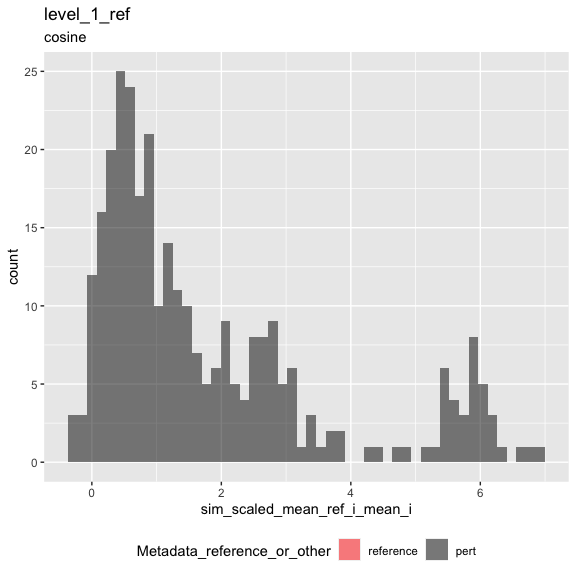 level_1_ref
cosine
25
20
15
10
5
0
count
0 2 4 6
sim_scaled_mean_ref_i_mean_i
Metadata_reference_or_other reference pert